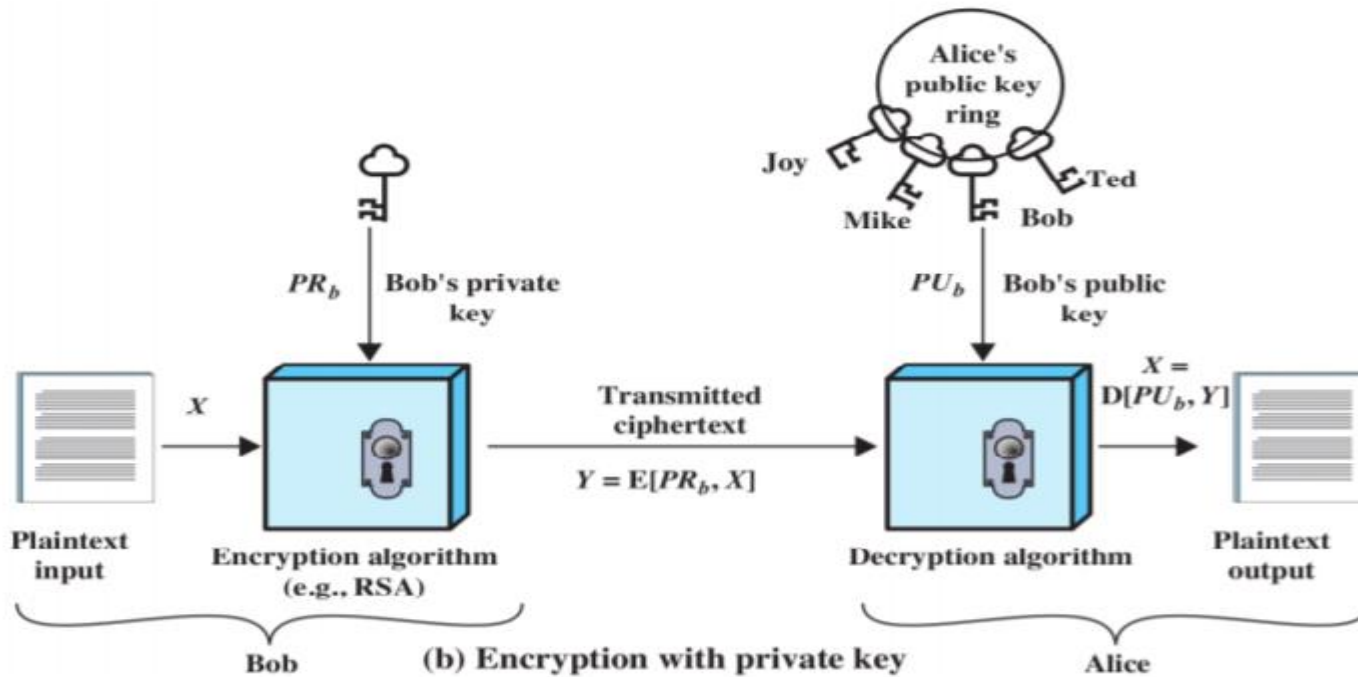 Alice's
public key
ring
Joy
Mike
Bob
Ted
PR_b
Bob's private
key
PU_b
Bob's public
key
X
Transmitted
ciphertext
Y = E[PR_b, X]
X =
D[PU_b, Y]
Plaintext
input
Encryption algorithm
(e.g., RSA)
Decryption algorithm
Plaintext
output
Bob
(b) Encryption with private key
Alice